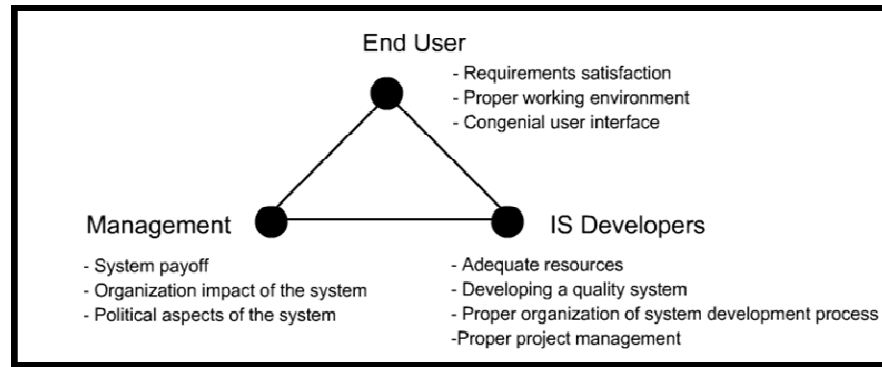 End User
- Requirements satisfaction
- Proper working environment
- Congenial user interface
Management
- System payoff
- Organization impact of the system
- Political aspects of the system
IS Developers
- Adequate resources
- Developing a quality system
- Proper organization of system development process
-Proper project management